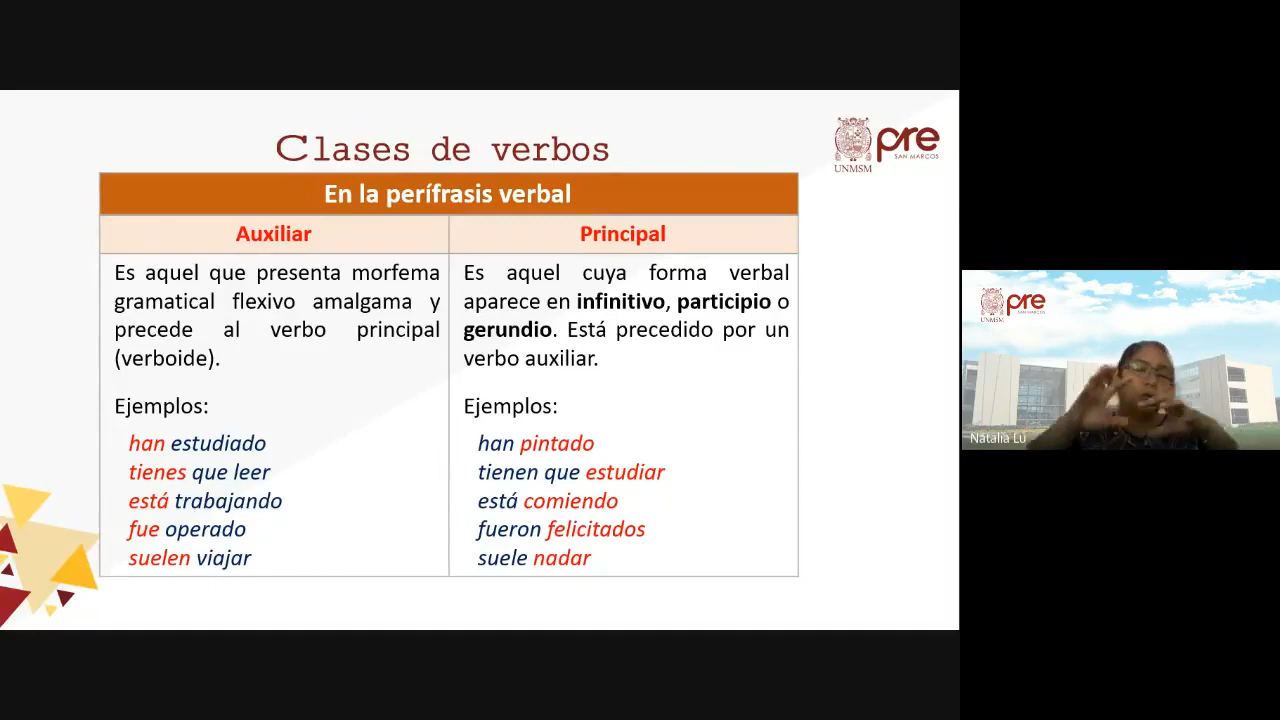 Clases de verbos
pre
SAN MARCOS
UNMSM
En la perífrasis verbal
Auxiliar
Principal
Es aquel que presenta morfema
gramatical flexivo amalgama y
precede al verbo principal
(verboide).
Ejemplos:
han estudiado
tienes que leer
está trabajando
fue operado
suelen viajar
Es aquel cuya forma verbal
aparece en infinitivo, participio o
gerundio. Está precedido por un
verbo auxiliar.
Ejemplos:
han pintado
tienen que estudiar
está comiendo
fueron felicitados
suele nadar
pre
SAN MARCOS
UNMSM
Natalia Lu